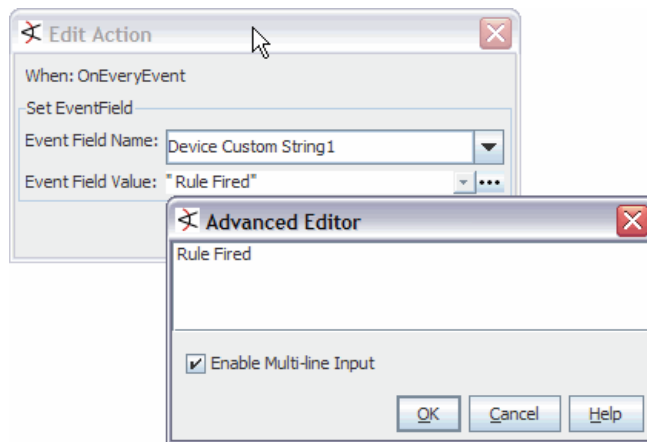 Edit Action
When: OnEveryEvent
Set EventField
Event Field Name: Device Custom String1
Event Field Value: " Rule Fired"
Advanced Editor
Rule Fired
Enable Multi-line Input
OK Cancel Help